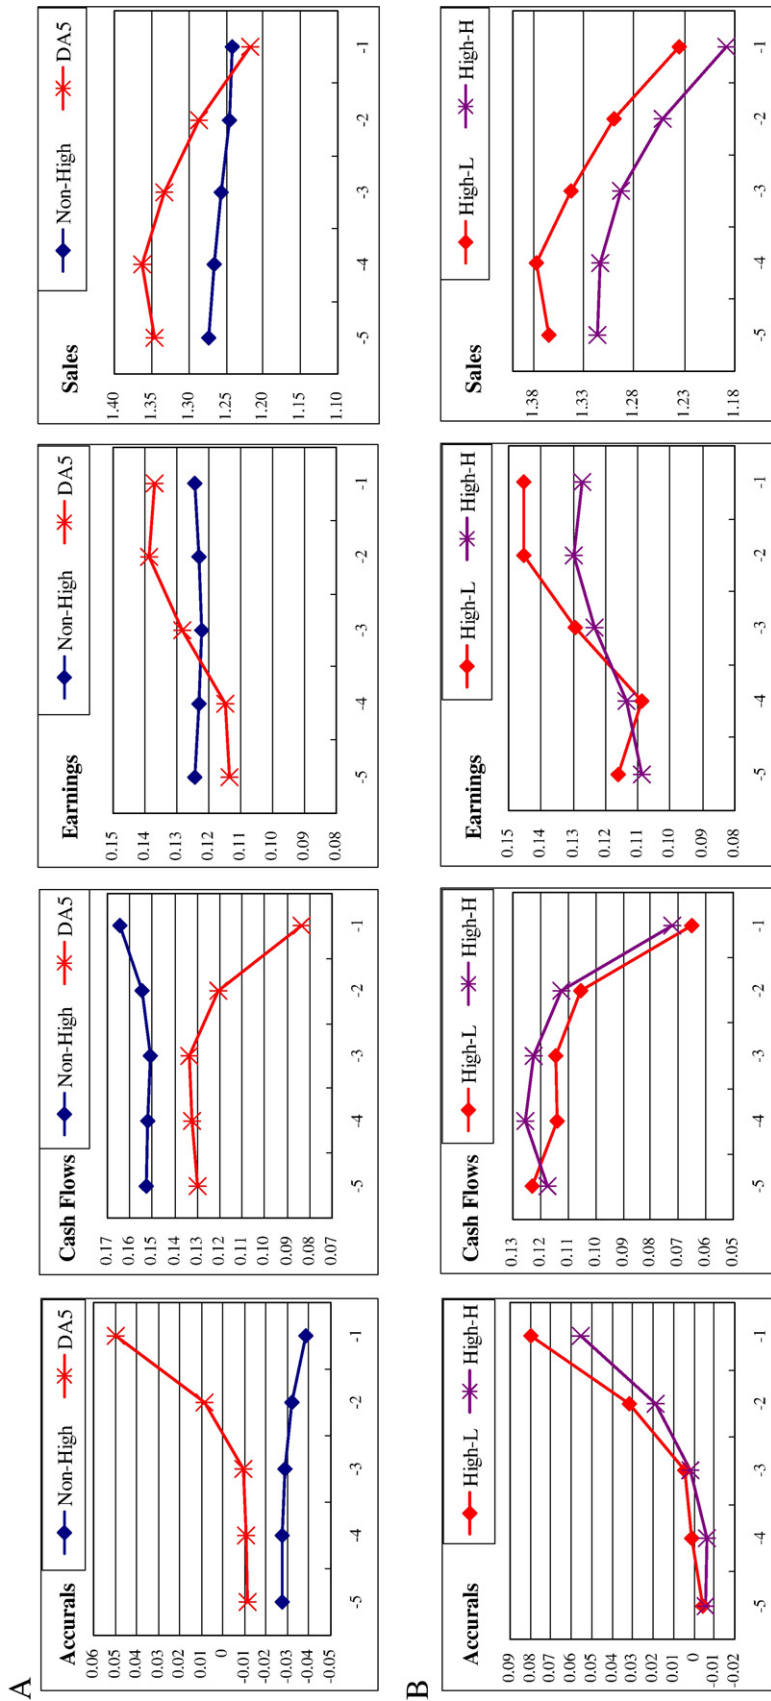 A
Accurals
Non-High DA5
0.06
0.05
0.04
0.03
0.02
0.01
0
-0.01
-0.02
-0.03
-0.04
-0.05
-5 -4 -3 -2 -1
Cash Flows
Non-High DA5
0.17
0.16
0.15
0.14
0.13
0.12
0.11
0.10
0.09
0.08
0.07
-5 -4 -3 -2 -1
Earnings
Non-High DA5
0.15
0.14
0.13
0.12
0.11
0.10
0.09
0.08
-5 -4 -3 -2 -1
Sales
Non-High DA5
1.40
1.35
1.30
1.25
1.20
1.15
1.10
-5 -4 -3 -2 -1
B
Accurals
High-L High-H
0.09
0.08
0.07
0.06
0.05
0.04
0.03
0.02
0.01
0
-0.01
-0.02
-5 -4 -3 -2 -1
Cash Flows
High-L High-H
0.13
0.12
0.11
0.10
0.09
0.08
0.07
0.06
0.05
-5 -4 -3 -2 -1
Earnings
High-L High-H
0.15
0.14
0.13
0.12
0.11
0.10
0.09
0.08
-5 -4 -3 -2 -1
Sales
High-L High-H
1.38
1.33
1.28
1.23
1.18
-5 -4 -3 -2 -1